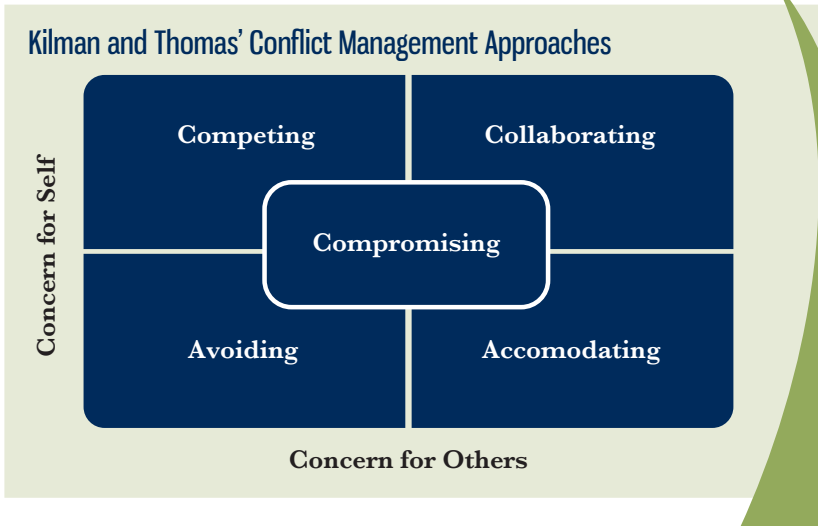 Kilman and Thomas' Conflict Management Approaches
Concern for Self
Competing
Collaborating
Compromising
Avoiding
Accomodating
Concern for Others